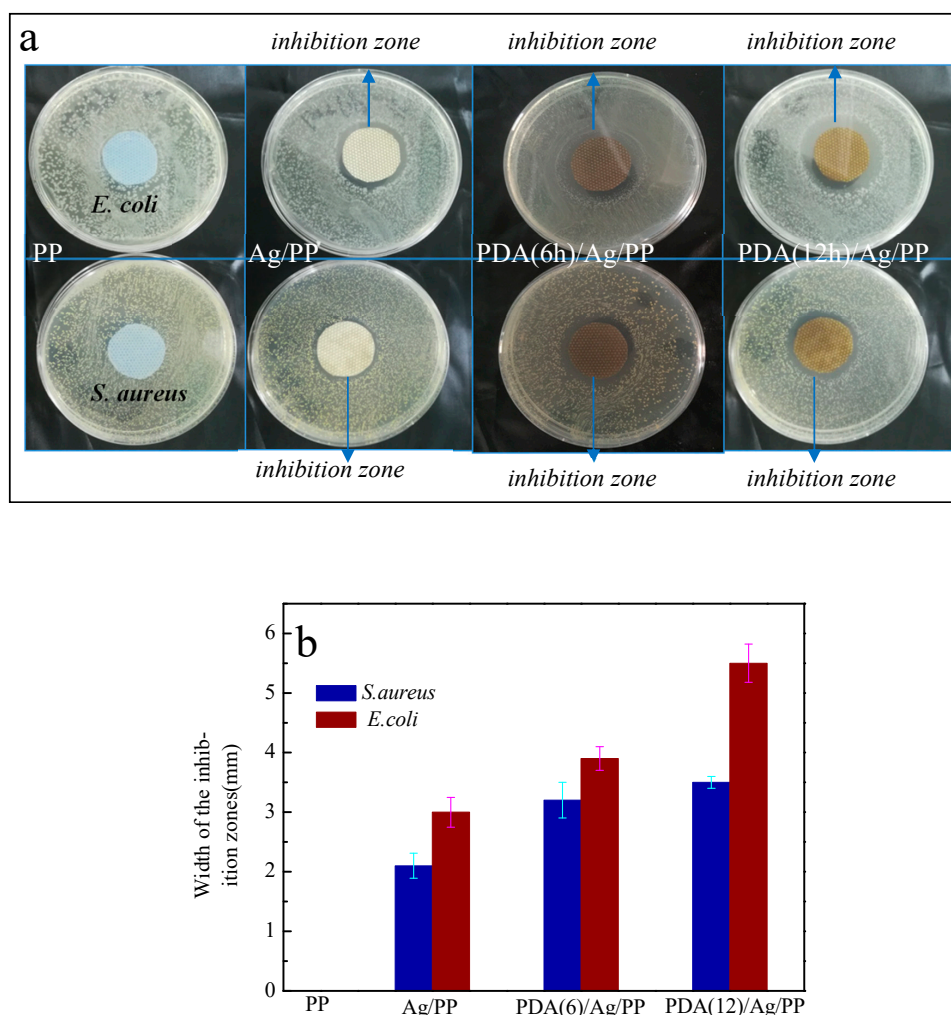 a
inhibition zone
inhibition zone
inhibition zone
E. coli
PP
Ag/PP
PDA(6h)/Ag/PP
PDA(12h)/Ag/PP
S. aureus
inhibition zone
inhibition zone
inhibition zone
b
6
5
4
3
2
1
0
Width of the inhib-
ition zones(mm)
S.aureus
E.coli
PP
Ag/PP
PDA(6)/Ag/PP
PDA(12)/Ag/PP